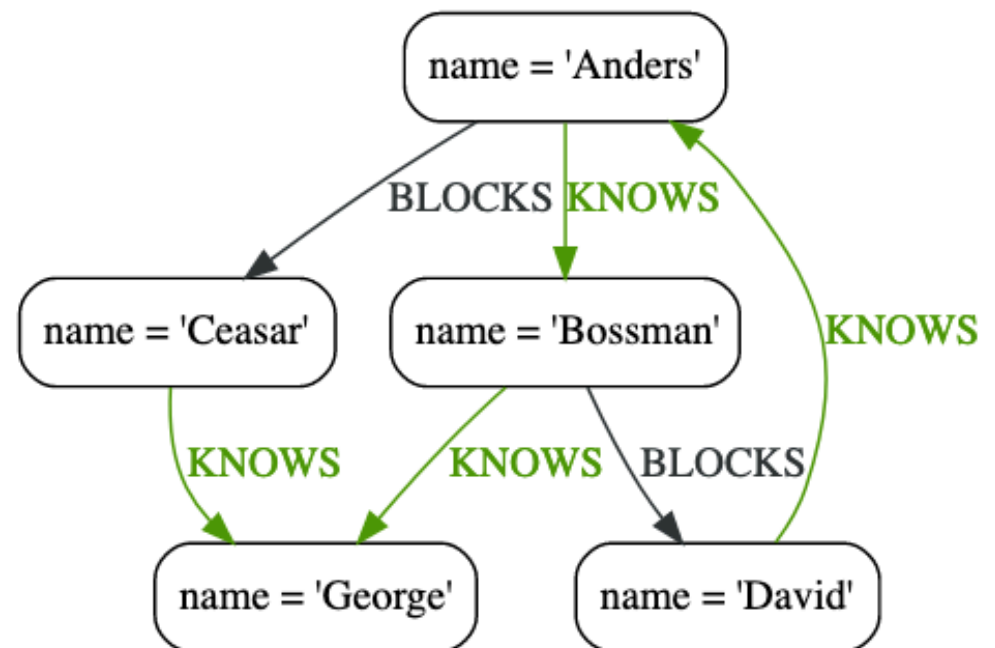 name = 'Anders'
BLOCKS
KNOWS
name = 'Ceasar'
name = 'Bossman'
KNOWS
KNOWS
KNOWS
BLOCKS
name = 'George'
name = 'David'